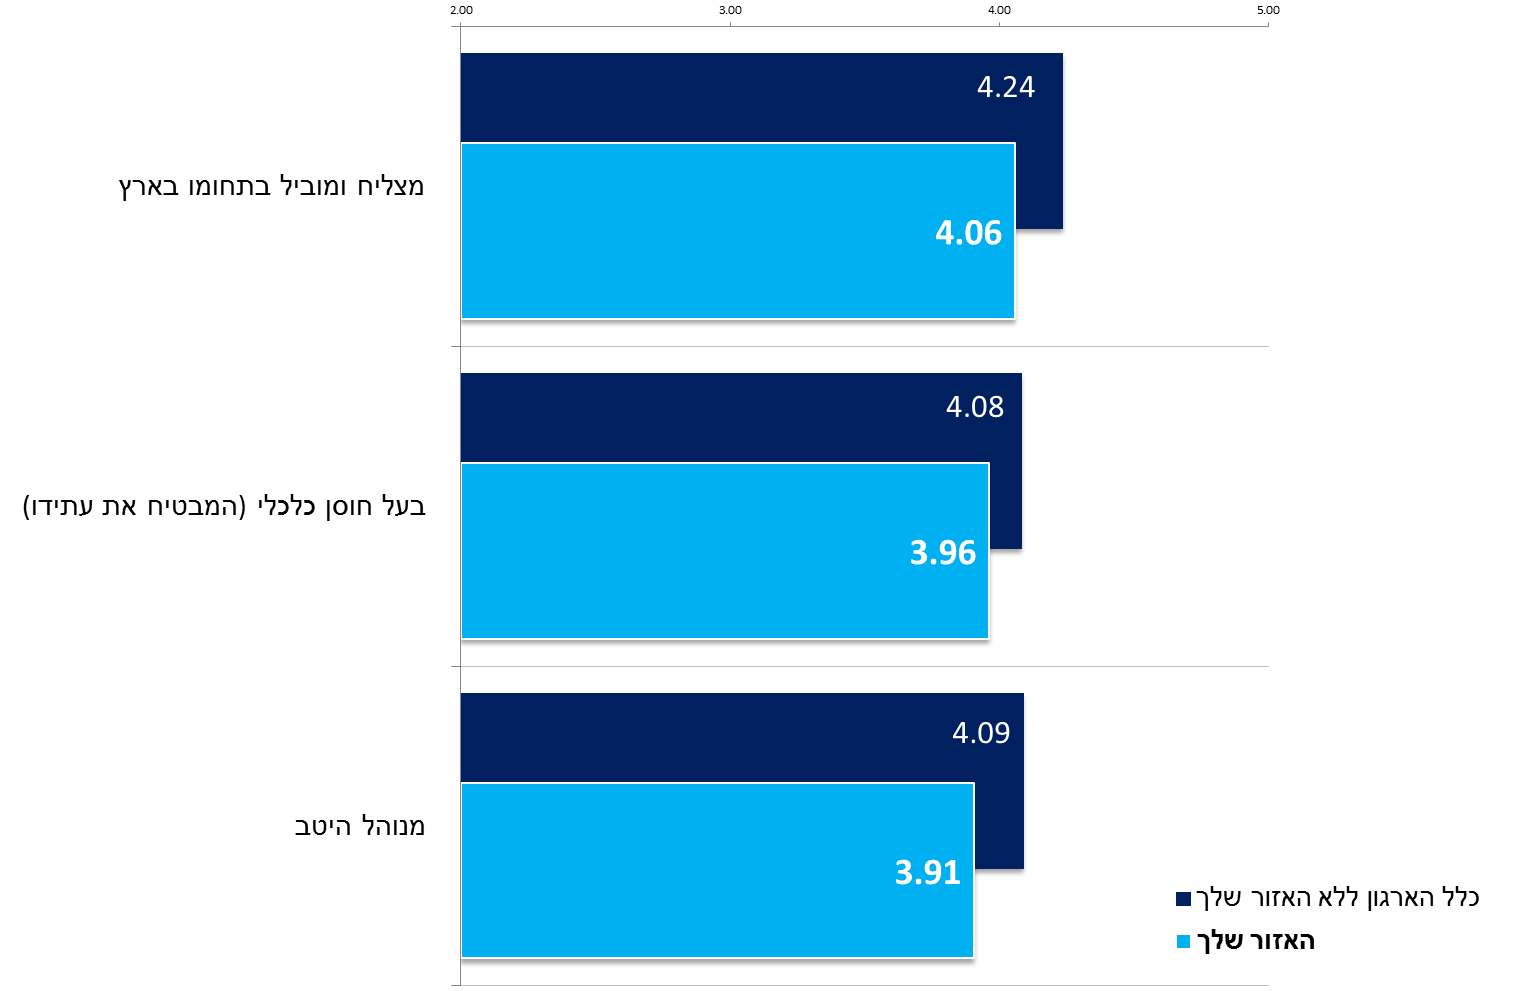 2.00 3.00 4.00 5.00
4.24
מצליח ומוביל בתחומו בארץ
4.06
4.08
בעל חוסן כלכלי (המבטיח את עתידו)
3.96
4.09
מנוהל היטב
3.91
כלל הארגון ללא האזור שלך
האזור שלך